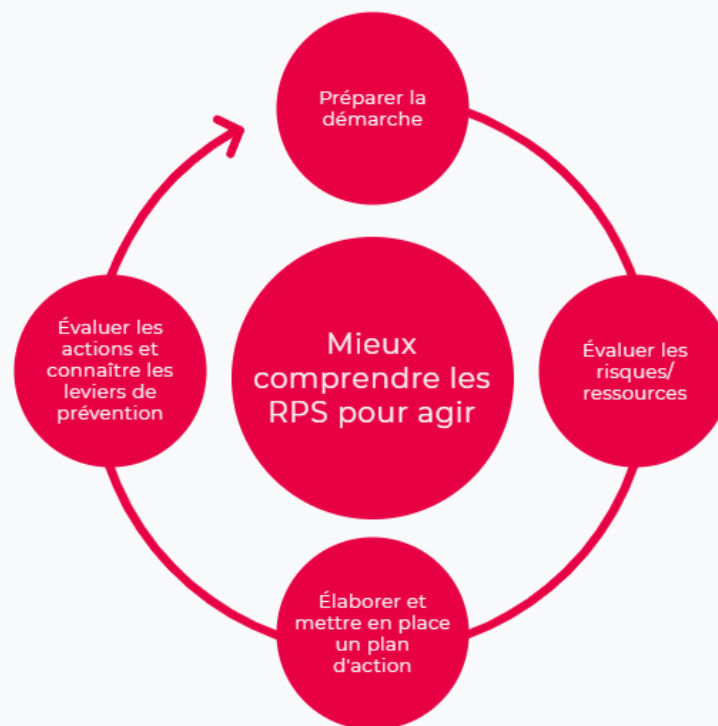 Préparer la
démarche
Évaluer les
actions et
connaître les
leviers de
prévention
Mieux
comprendre les
RPS pour agir
Évaluer les
risques/
ressources
Élaborer et
mettre en place
un plan
d'action